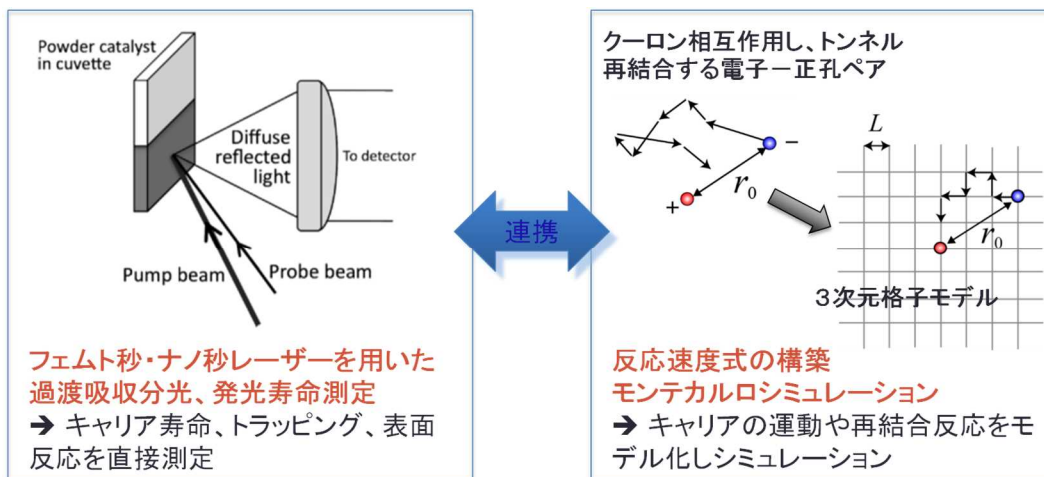 Powder catalyst
in cuvette
Diffuse
reflected
light
To detector
Pump beam
Probe beam
フェムト秒・ナノ秒レーザーを用いた
過渡吸収分光、発光寿命測定
➔ キャリア寿命、トラッピング、表面
反応を直接測定
連携
クーロン相互作用し、トンネル
再結合する電子－正孔ペア
−
+
r₀
L
r₀
３次元格子モデル
反応速度式の構築
モンテカルロシミュレーション
➔ キャリアの運動や再結合反応をモ
デル化しシミュレーション